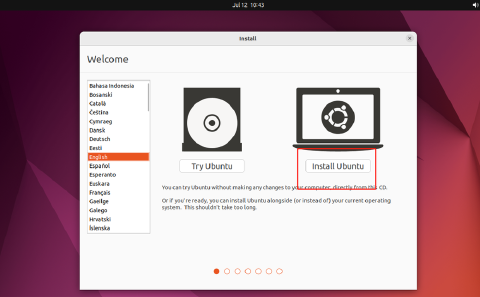 Jul 12 10:43
Install
Welcome
Bahasa Indonesia
Bosanski
Català
Čeština
Cymraeg
Dansk
Deutsch
Eesti
English
Español
Esperanto
Euskara
Français
Gaeilge
Galego
Hrvatski
Íslenska
Try Ubuntu
Install Ubuntu
You can try Ubuntu without making any changes to your computer, directly from this CD.
Or if you're ready, you can install Ubuntu alongside (or instead of) your current operating
system. This shouldn't take too long.